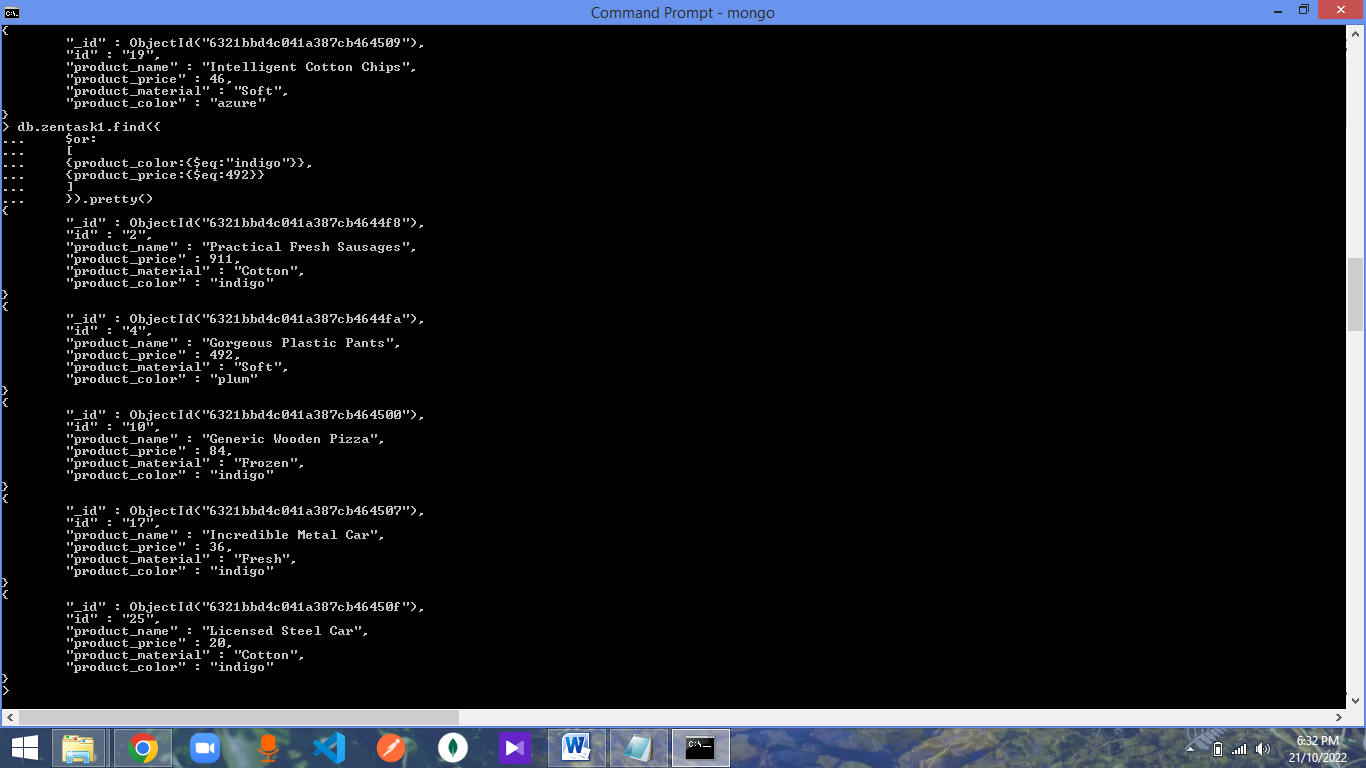 Command Prompt - mongo
{
"_id" : ObjectId("6321bbd4c041a387cb464509"),
"id" : "19",
"product_name" : "Intelligent Cotton Chips",
"product_price" : 46,
"product_material" : "Soft",
"product_color" : "azure"
}
> db.zentask1.find({
... $or:
... [
... {product_color:{$eq:"indigo"}},
... {product_price:{$eq:492}}
... ]
... }).pretty()
{
"_id" : ObjectId("6321bbd4c041a387cb4644f8"),
"id" : "2",
"product_name" : "Practical Fresh Sausages",
"product_price" : 911,
"product_material" : "Cotton",
"product_color" : "indigo"
}
{
"_id" : ObjectId("6321bbd4c041a387cb4644fa"),
"id" : "4",
"product_name" : "Gorgeous Plastic Pants",
"product_price" : 492,
"product_material" : "Soft",
"product_color" : "plum"
}
{
"_id" : ObjectId("6321bbd4c041a387cb464500"),
"id" : "10",
"product_name" : "Generic Wooden Pizza",
"product_price" : 84,
"product_material" : "Frozen",
"product_color" : "indigo"
}
{
"_id" : ObjectId("6321bbd4c041a387cb464507"),
"id" : "17",
"product_name" : "Incredible Metal Car",
"product_price" : 36,
"product_material" : "Fresh",
"product_color" : "indigo"
}
{
"_id" : ObjectId("6321bbd4c041a387cb46450f"),
"id" : "25",
"product_name" : "Licensed Steel Car",
"product_price" : 20,
"product_material" : "Cotton",
"product_color" : "indigo"
}
>
6:32 PM
21/10/2022